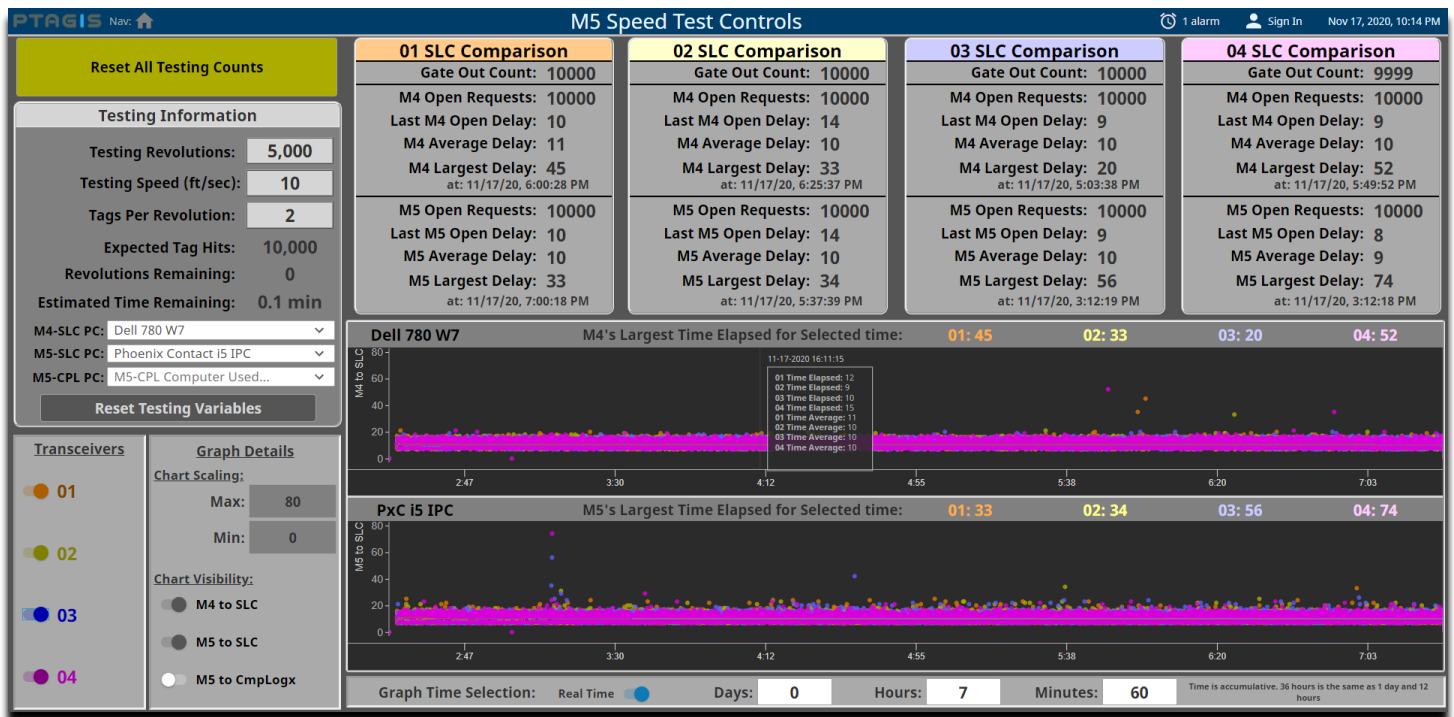 PTAGIS Nav: M5 Speed Test Controls 1 alarm Sign In Nov 17, 2020, 10:14 PM
Reset All Testing Counts
Testing Information
Testing Revolutions: 5,000
Testing Speed (ft/sec): 10
Tags Per Revolution: 2
Expected Tag Hits: 10,000
Revolutions Remaining: 0
Estimated Time Remaining: 0.1 min
M4-SLC PC: Dell 780 W7
M5-SLC PC: Phoenix Contact i5 IPC
M5-CPL PC: M5-CPL Computer Used...
Reset Testing Variables
Transceivers
01
02
03
04
Graph Details
Chart Scaling:
Max: 80
Min: 0
Chart Visibility:
M4 to SLC
M5 to SLC
M5 to CmpLogx
01 SLC Comparison
Gate Out Count: 10000
M4 Open Requests: 10000
Last M4 Open Delay: 10
M4 Average Delay: 11
M4 Largest Delay: 45
at: 11/17/20, 6:00:28 PM
M5 Open Requests: 10000
Last M5 Open Delay: 10
M5 Average Delay: 10
M5 Largest Delay: 33
at: 11/17/20, 7:00:18 PM
02 SLC Comparison
Gate Out Count: 10000
M4 Open Requests: 10000
Last M4 Open Delay: 14
M4 Average Delay: 10
M4 Largest Delay: 33
at: 11/17/20, 6:25:37 PM
M5 Open Requests: 10000
Last M5 Open Delay: 14
M5 Average Delay: 10
M5 Largest Delay: 34
at: 11/17/20, 5:37:39 PM
03 SLC Comparison
Gate Out Count: 10000
M4 Open Requests: 10000
Last M4 Open Delay: 9
M4 Average Delay: 10
M4 Largest Delay: 20
at: 11/17/20, 5:03:38 PM
M5 Open Requests: 10000
Last M5 Open Delay: 9
M5 Average Delay: 10
M5 Largest Delay: 56
at: 11/17/20, 3:12:19 PM
04 SLC Comparison
Gate Out Count: 9999
M4 Open Requests: 10000
Last M4 Open Delay: 9
M4 Average Delay: 10
M4 Largest Delay: 52
at: 11/17/20, 5:49:52 PM
M5 Open Requests: 10000
Last M5 Open Delay: 8
M5 Average Delay: 9
M5 Largest Delay: 74
at: 11/17/20, 3:12:18 PM
Dell 780 W7 M4's Largest Time Elapsed for Selected time: 01: 45 02: 33 03: 20 04: 52
M4 to SLC
80
60
40
20
0
11-17-2020 16:11:15
01 Time Elapsed: 12
02 Time Elapsed: 9
03 Time Elapsed: 10
04 Time Elapsed: 15
01 Time Average: 11
02 Time Average: 10
03 Time Average: 10
04 Time Average: 10
2:47 3:30 4:12 4:55 5:38 6:20 7:03
PxC i5 IPC M5's Largest Time Elapsed for Selected time: 01: 33 02: 34 03: 56 04: 74
M5 to SLC
80
60
40
20
0
2:47 3:30 4:12 4:55 5:38 6:20 7:03
Graph Time Selection: Real Time Days: 0 Hours: 7 Minutes: 60
Time is accumulative. 36 hours is the same as 1 day and 12
hours